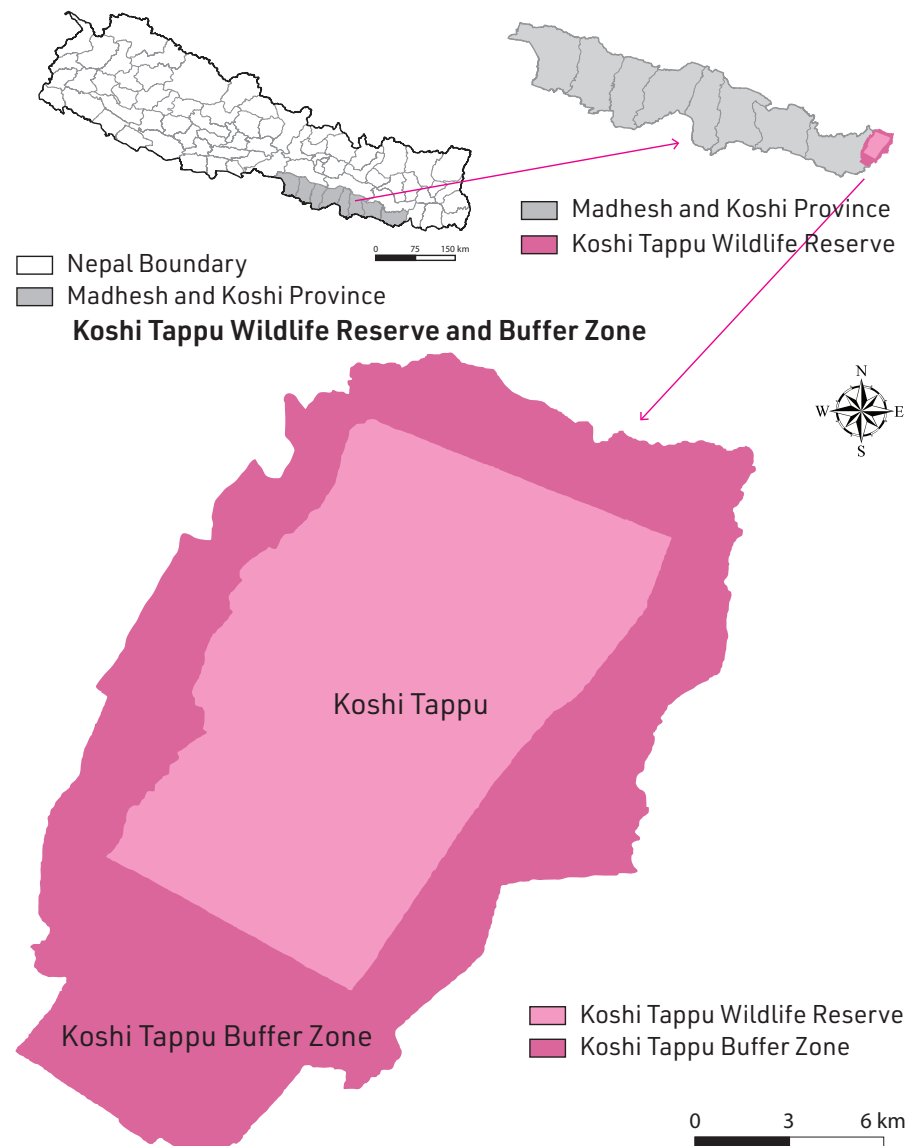 0 75 150 km
Nepal Boundary
Madhesh and Koshi Province
Madhesh and Koshi Province
Koshi Tappu Wildlife Reserve
Koshi Tappu Wildlife Reserve and Buffer Zone
N
W E
S
Koshi Tappu
Koshi Tappu Buffer Zone
Koshi Tappu Wildlife Reserve
Koshi Tappu Buffer Zone
0 3 6 km